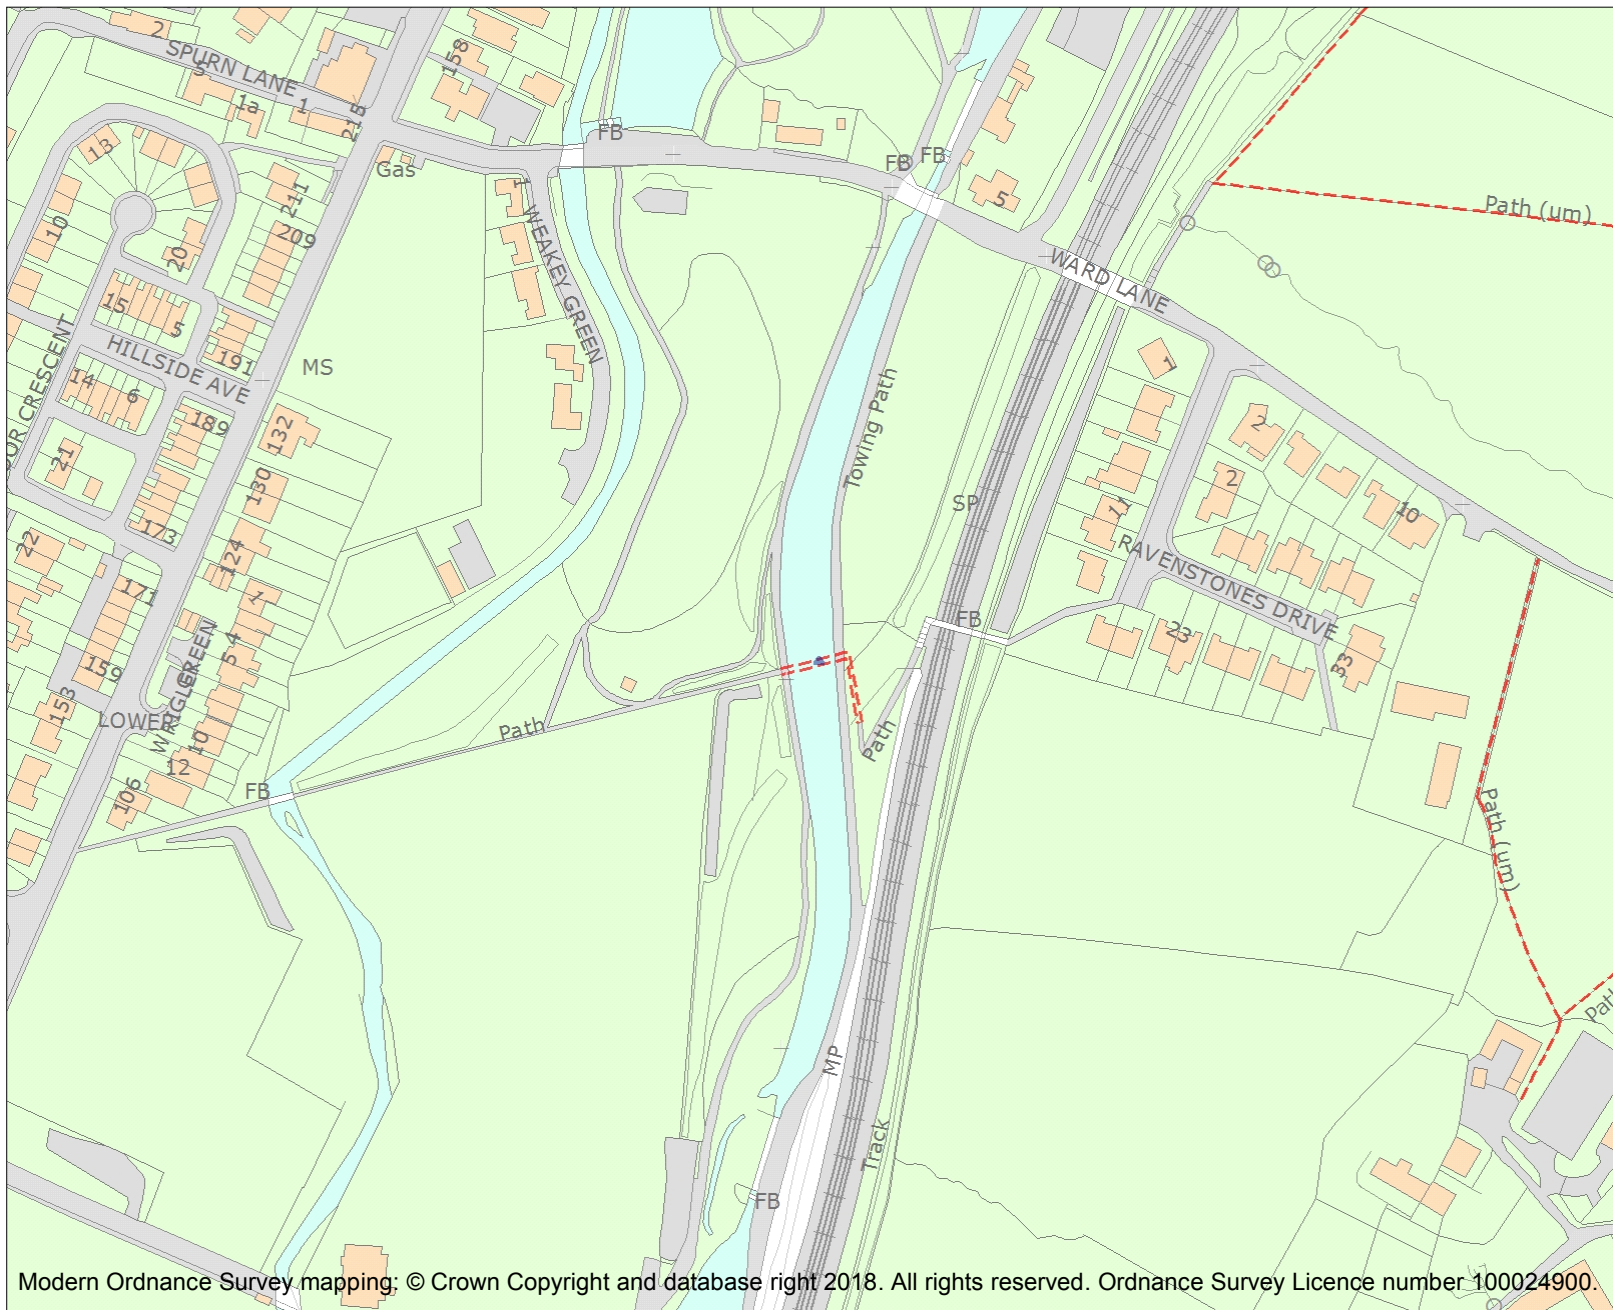 2
SPURN LANE
5
1a
1
215
158
FB
FB
FB
Gas
13
211
1
5
Path (um)
10
209
20
WEAKEY GREEN
WARD LANE
15
5
HILLSIDE AVE
191
MS
1
14
6
189
132
Towing Path
2
2
21
130
SP
11
10
173
22
124
RAVENSTONES DRIVE
171
1
FB
23
33
54
159
LOWER
WRIGLEY GREEN
153
10
12
Path
Path
106
FB
Path (um)
MP
Track
FB
Modern Ordnance Survey mapping: © Crown Copyright and database right 2018. All rights reserved. Ordnance Survey Licence number 100024900.